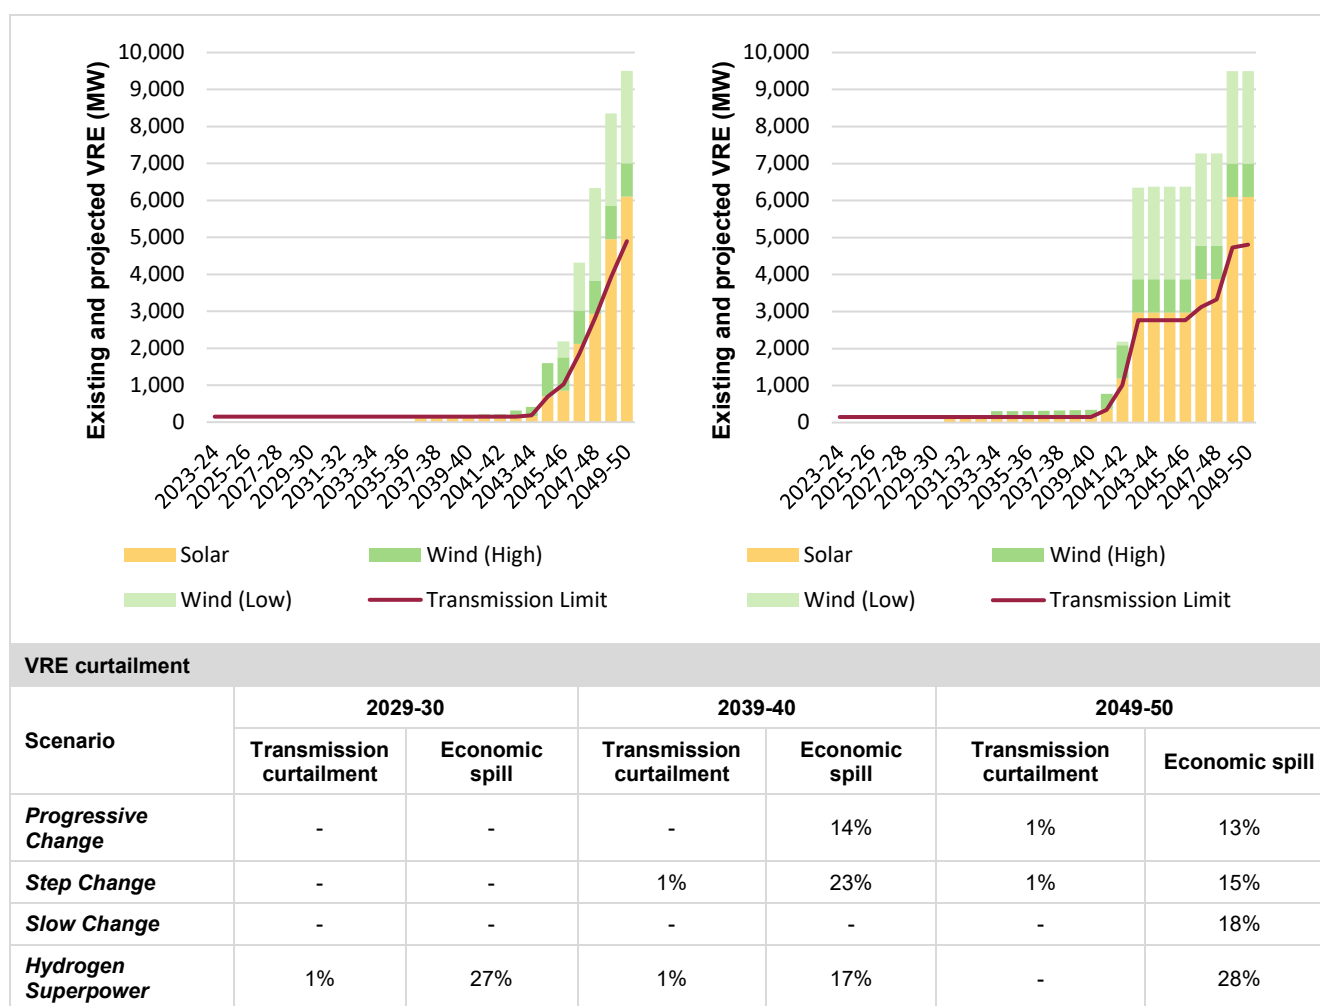 Existing and projected VRE (MW)
10,000
9,000
8,000
7,000
6,000
5,000
4,000
3,000
2,000
1,000
0
2023-24
2025-26
2027-28
2029-30
2031-32
2033-34
2035-36
2037-38
2039-40
2041-42
2043-44
2045-46
2047-48
2049-50
Solar
Wind (High)
Wind (Low)
Transmission Limit
Existing and projected VRE (MW)
10,000
9,000
8,000
7,000
6,000
5,000
4,000
3,000
2,000
1,000
0
2023-24
2025-26
2027-28
2029-30
2031-32
2033-34
2035-36
2037-38
2039-40
2041-42
2043-44
2045-46
2047-48
2049-50
Solar
Wind (High)
Wind (Low)
Transmission Limit
VRE curtailment
Scenario
2029-30
2039-40
2049-50
Transmission curtailment
Economic spill
Transmission curtailment
Economic spill
Transmission curtailment
Economic spill
Progressive Change - - - 14% 1% 13%
Step Change - - 1% 23% 1% 15%
Slow Change - - - - - 18%
Hydrogen Superpower 1% 27% 1% 17% - 28%